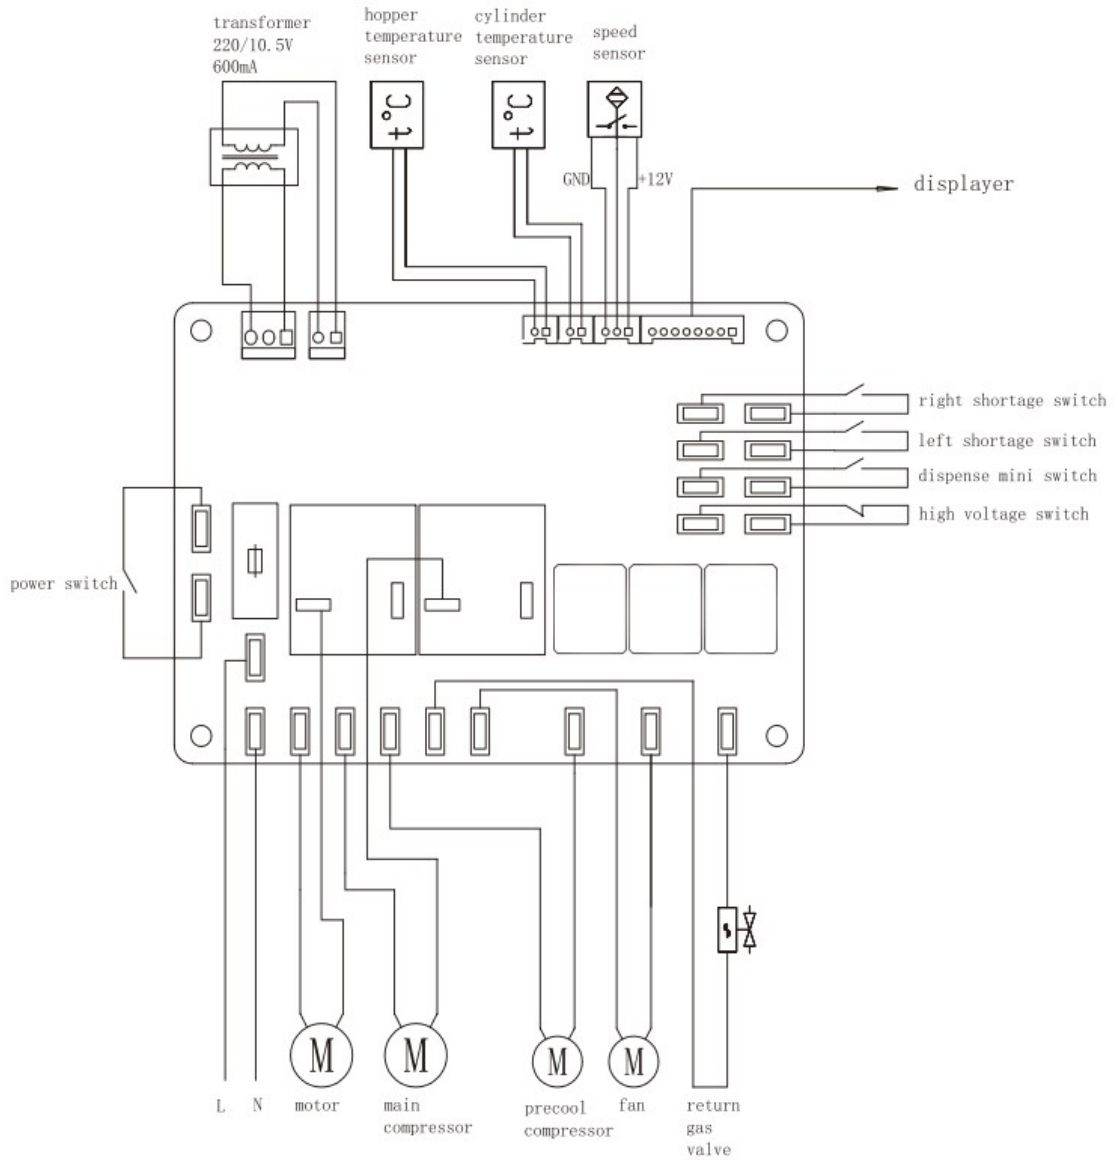 transformer
220/10.5V
600mA
hopper
temperature
sensor
cylinder
temperature
sensor
speed
sensor
t°C
t°C
GND
+12V
displayer
right shortage switch
left shortage switch
dispense mini switch
high voltage switch
power switch
M
M
M
M
L
N
motor
main
compressor
precool
compressor
fan
return
gas
valve